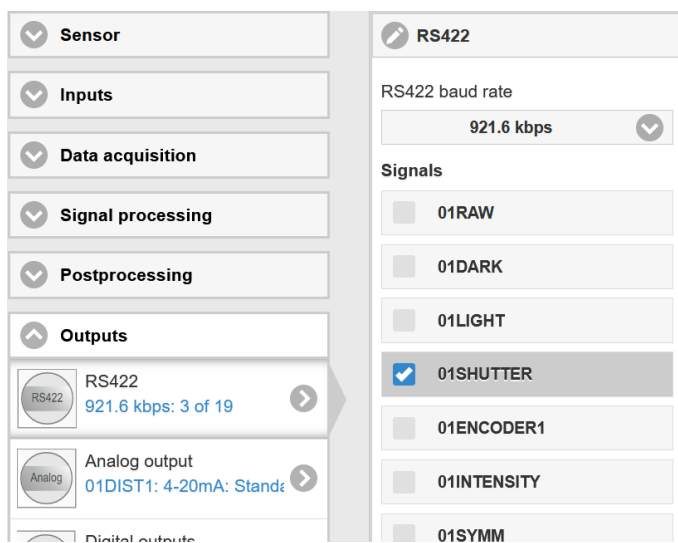 Sensor
Inputs
Data acquisition
Signal processing
Postprocessing
Outputs
RS422
RS422
921.6 kbps: 3 of 19
Analog
Analog output
01DIST1: 4-20mA: Standa
Digital outputs
RS422
RS422 baud rate
921.6 kbps
Signals
01RAW
01DARK
01LIGHT
01SHUTTER
01ENCODER1
01INTENSITY
01SYMM